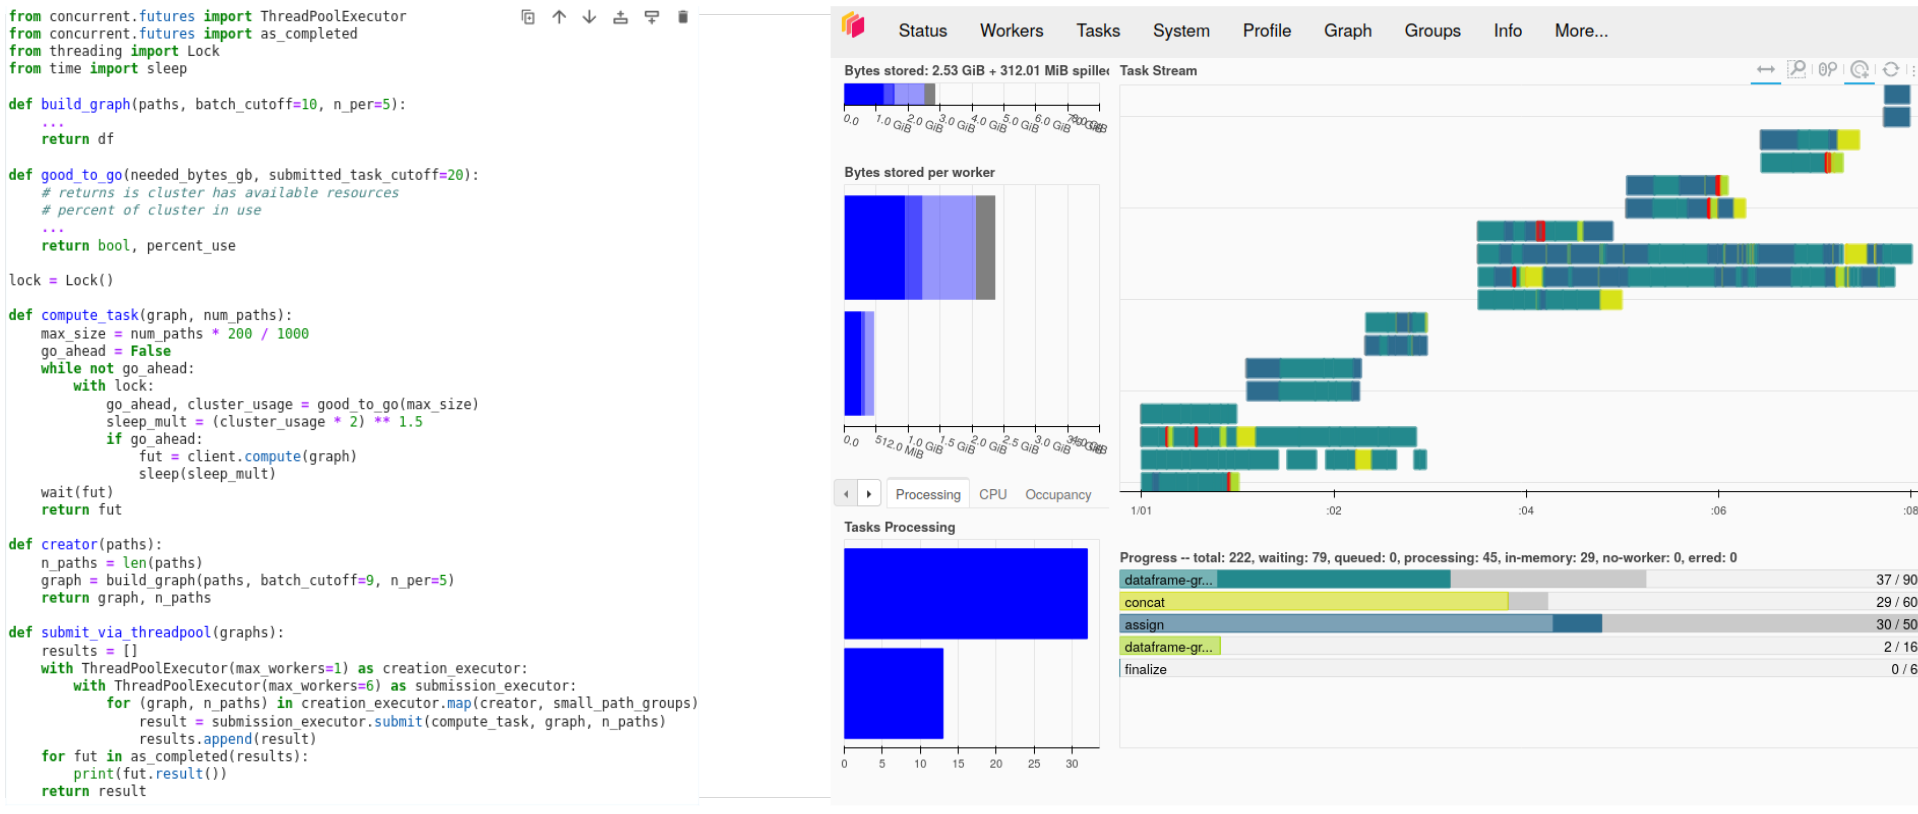 from concurrent.futures import ThreadPoolExecutor
from concurrent.futures import as_completed
from threading import Lock
from time import sleep
def build_graph(paths, batch_cutoff=10, n_per=5):
    ...
    return df
def good_to_go(needed_bytes_gb, submitted_task_cutoff=20):
    # returns is cluster has available resources
    # percent of cluster in use
    ...
    return bool, percent_use
lock = Lock()
def compute_task(graph, num_paths):
    max_size = num_paths * 200 / 1000
    go_ahead = False
    while not go_ahead:
        with lock:
            go_ahead, cluster_usage = good_to_go(max_size)
            sleep_mult = (cluster_usage * 2) ** 1.5
            if go_ahead:
                fut = client.compute(graph)
                sleep(sleep_mult)
    wait(fut)
    return fut
def creator(paths):
    n_paths = len(paths)
    graph = build_graph(paths, batch_cutoff=9, n_per=5)
    return graph, n_paths
def submit_via_threadpool(graphs):
    results = []
    with ThreadPoolExecutor(max_workers=1) as creation_executor:
        with ThreadPoolExecutor(max_workers=6) as submission_executor:
            for (graph, n_paths) in creation_executor.map(creator, small_path_groups)
                result = submission_executor.submit(compute_task, graph, n_paths)
                results.append(result)
    for fut in as_completed(results):
        print(fut.result())
    return result
Status Workers Tasks System Profile Graph Groups Info More...
Bytes stored: 2.53 GiB + 312.01 MiB spilled
0.0 1.0 GiB 2.0 GiB 3.0 GiB 4.0 GiB 5.0 GiB 6.0 GiB
Bytes stored per worker
0.0 512.0 MiB 1.0 GiB 1.5 GiB 2.0 GiB 2.5 GiB 3.0 GiB
Processing CPU Occupancy
Tasks Processing
0 5 10 15 20 25 30
Task Stream
1/01 :02 :04 :06 :08
Progress -- total: 222, waiting: 79, queued: 0, processing: 45, in-memory: 29, no-worker: 0, erred: 0
dataframe-gr... 37 / 90
concat 29 / 60
assign 30 / 50
dataframe-gr... 2 / 16
finalize 0 / 6